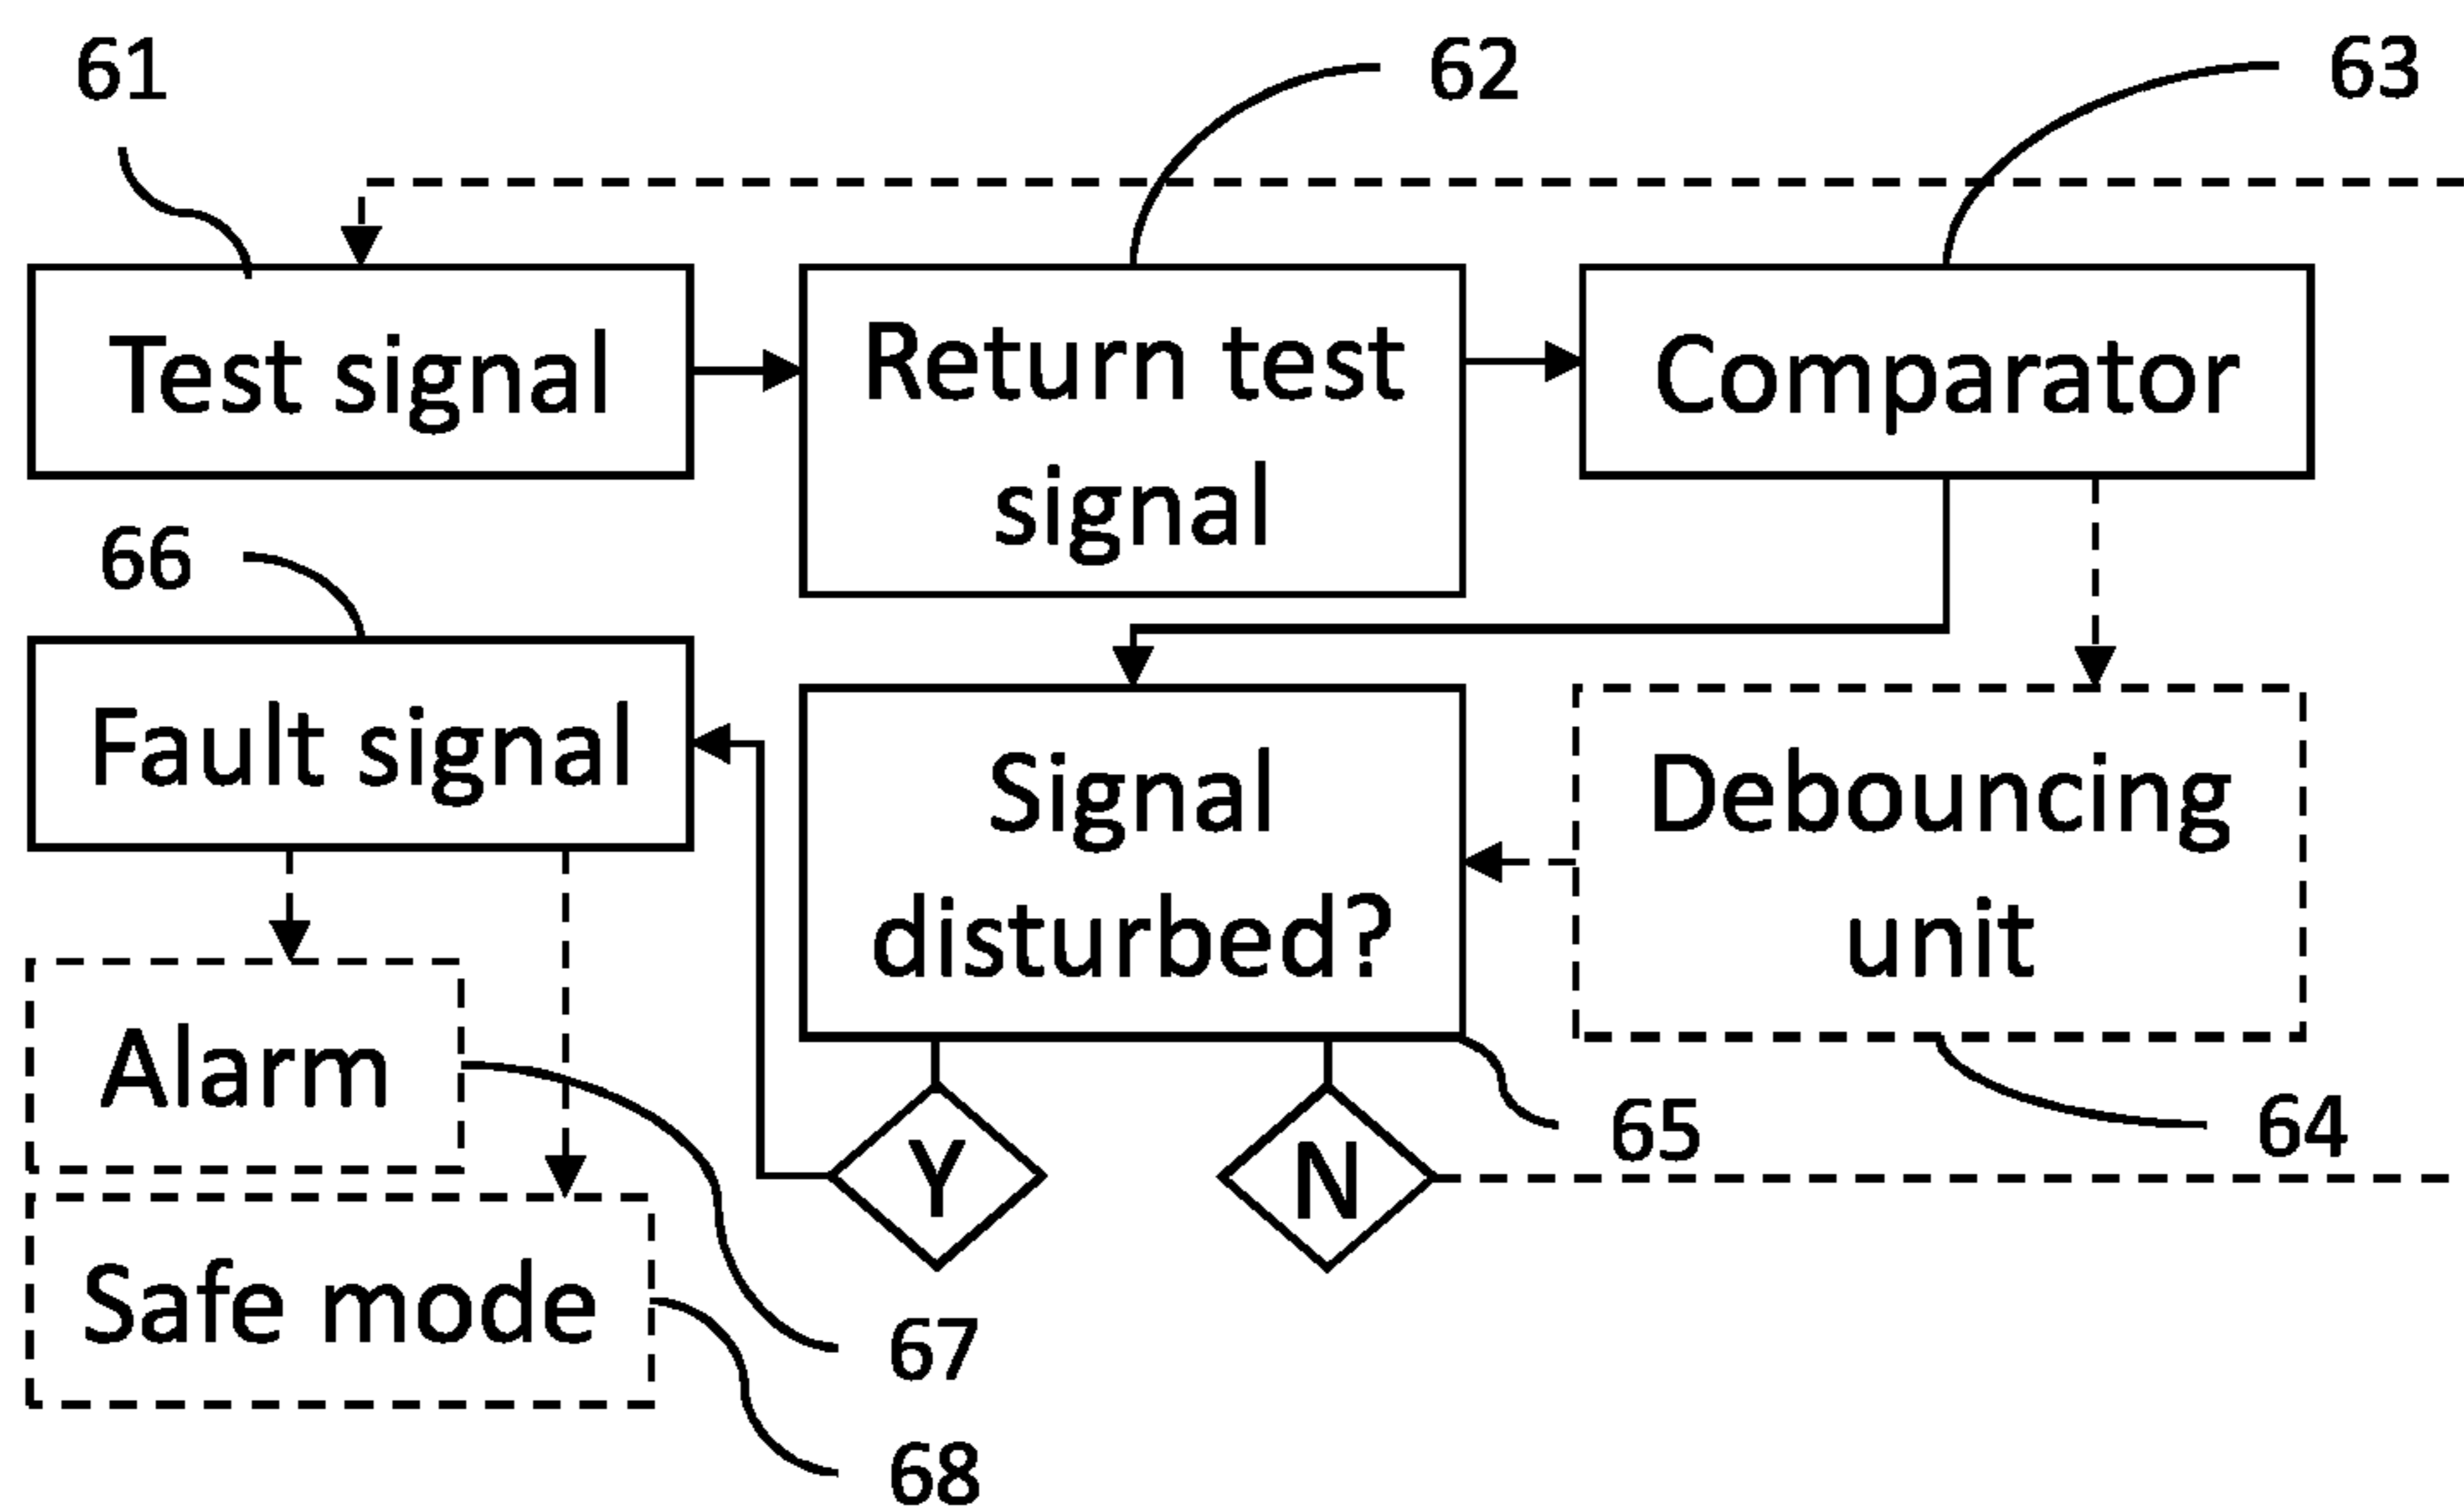 61
62
63
Test signal
Return test
signal
Comparator
66
Fault signal
Signal
disturbed?
Debouncing
unit
Alarm
Y
N
65
64
Safe mode
67
68